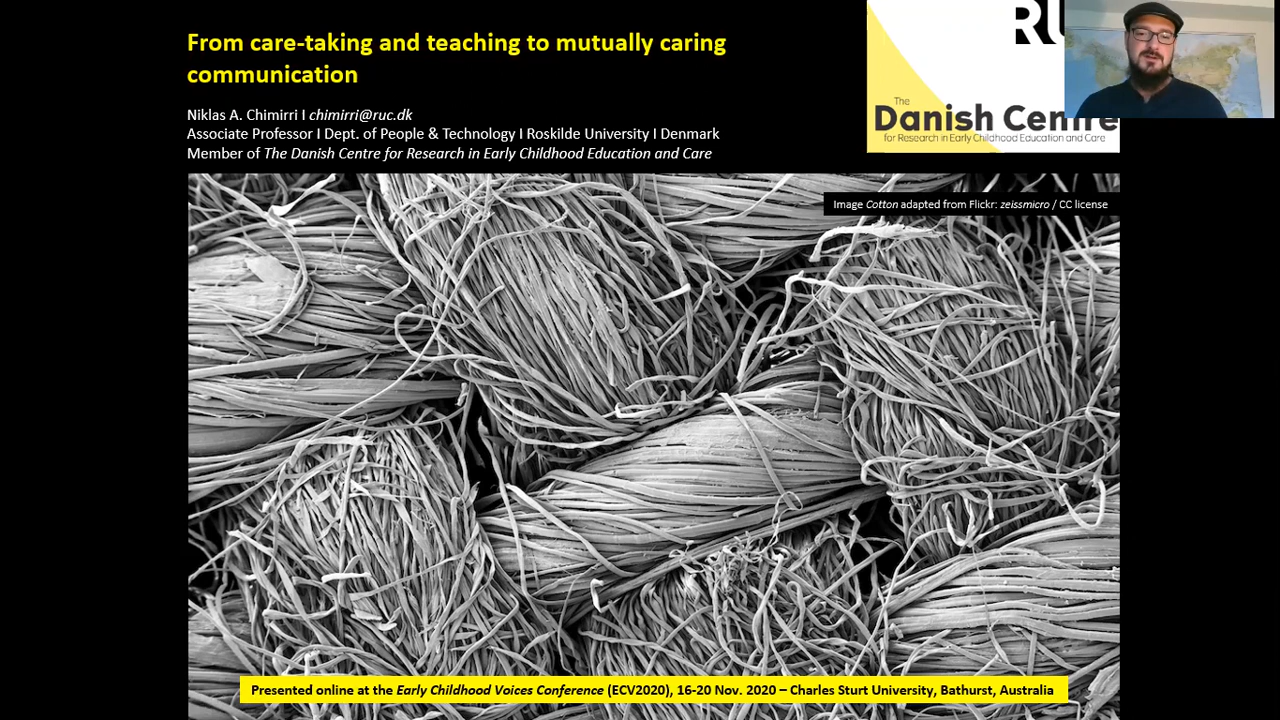 From care-taking and teaching to mutually caring
communication
Niklas A. Chimirri I chimirri@ruc.dk
Associate Professor I Dept. of People & Technology I Roskilde University I Denmark
Member of The Danish Centre for Research in Early Childhood Education and Care
RU
The
Danish Centre
for Research in Early Childhood Education and Care
Image Cotton adapted from Flickr: zeissmicro / CC license
Presented online at the Early Childhood Voices Conference (ECV2020), 16-20 Nov. 2020 – Charles Sturt University, Bathurst, Australia